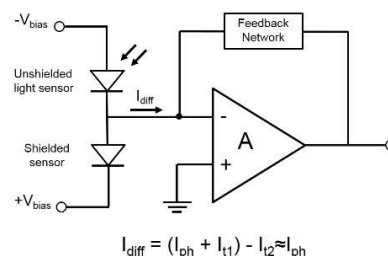 -Vbias
Feedback
Network
Unshielded
light sensor
Idiff
-
A
+
Shielded
sensor
+Vbias
Idiff = (Iph + It1) - It2≈Iph